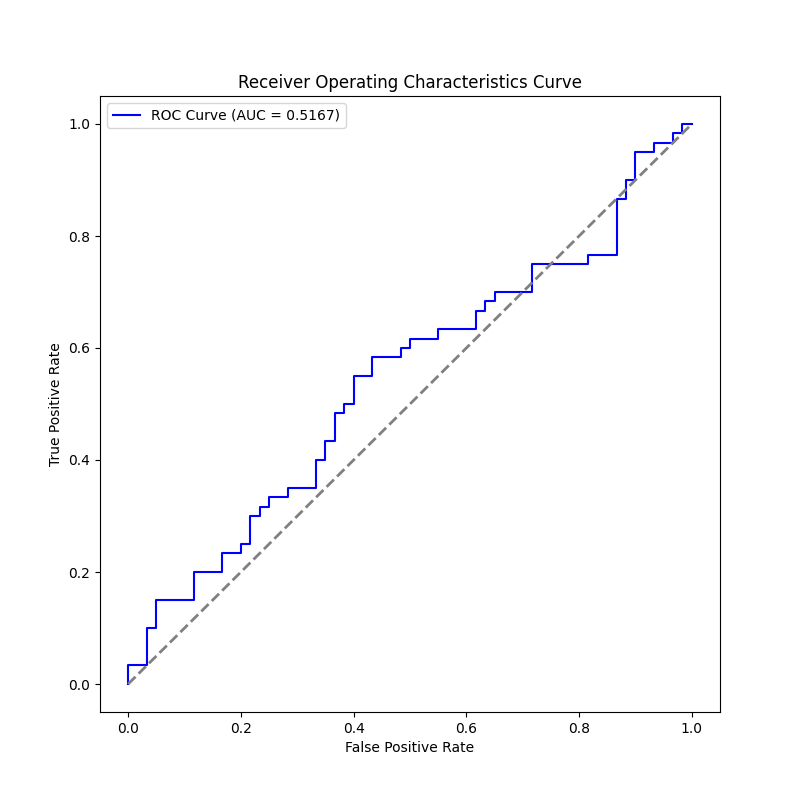 Receiver Operating Characteristics Curve
ROC Curve (AUC = 0.5167)
1.0
0.8
0.6
0.4
0.2
0.0
True Positive Rate
0.0 0.2 0.4 0.6 0.8 1.0
False Positive Rate